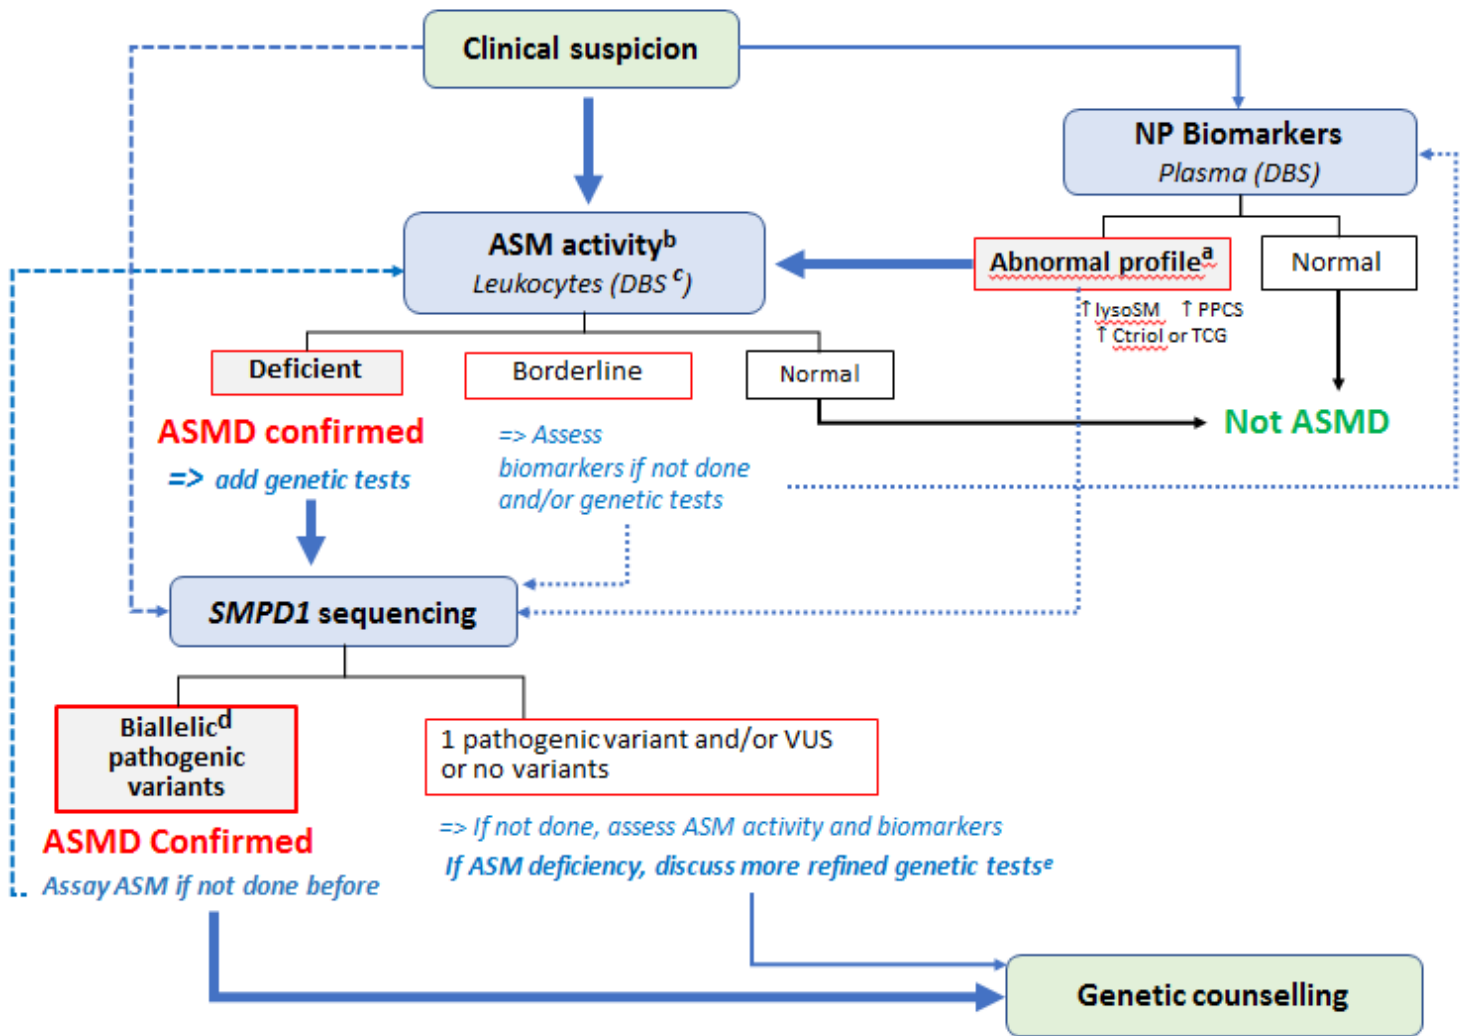 Clinical suspicion
NP Biomarkers
Plasma (DBS)
ASM activityb
Leukocytes (DBS c)
Abnormal profilea
Normal
↑ lysoSM ↑ PPCS
↑ Ctriol or TCG
Deficient
Borderline
Normal
ASMD confirmed
=> add genetic tests
=> Assess
biomarkers if not done
and/or genetic tests
Not ASMD
SMPD1 sequencing
Biallelicd
pathogenic
variants
1 pathogenic variant and/or VUS
or no variants
ASMD Confirmed
Assay ASM if not done before
=> If not done, assess ASM activity and biomarkers
If ASM deficiency, discuss more refined genetic testse
Genetic counselling